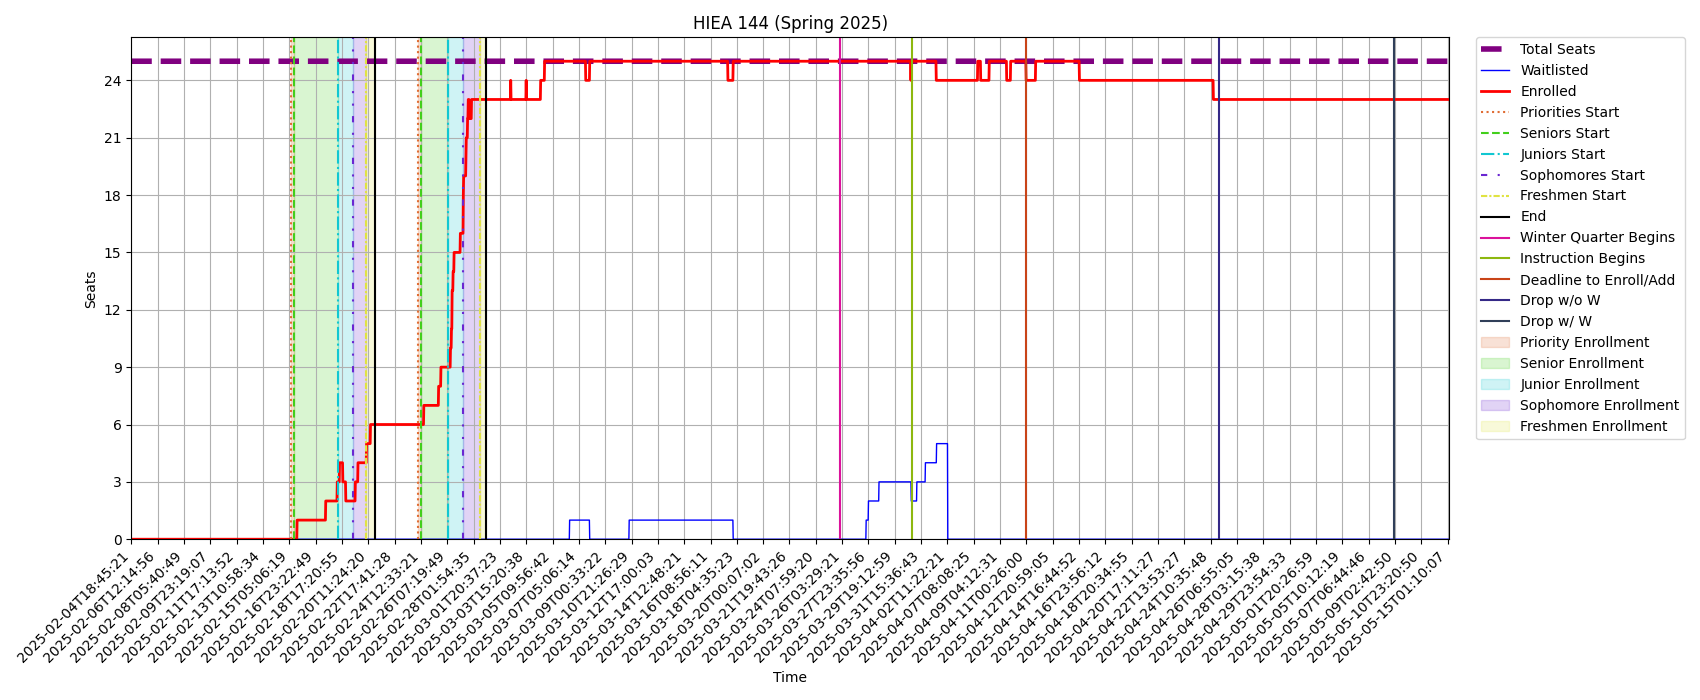 HIEA 144 (Spring 2025)
Seats
24
21
18
15
12
9
6
3
0
2025-02-04T18:45:21
2025-02-06T12:14:56
2025-02-08T05:40:49
2025-02-09T23:19:07
2025-02-11T17:13:52
2025-02-13T10:58:34
2025-02-15T05:06:19
2025-02-16T23:22:49
2025-02-18T17:20:55
2025-02-20T11:24:20
2025-02-22T17:41:28
2025-02-24T12:33:21
2025-02-26T07:19:49
2025-02-28T01:54:35
2025-03-01T20:37:23
2025-03-03T15:20:38
2025-03-05T09:56:42
2025-03-07T05:06:14
2025-03-09T00:33:22
2025-03-10T21:26:29
2025-03-12T17:00:03
2025-03-14T12:48:21
2025-03-16T08:56:11
2025-03-18T04:35:23
2025-03-20T00:07:02
2025-03-21T19:43:26
2025-03-24T07:59:20
2025-03-26T03:29:21
2025-03-27T23:35:56
2025-03-29T19:12:59
2025-03-31T15:36:43
2025-04-02T11:22:21
2025-04-07T08:08:25
2025-04-09T04:12:31
2025-04-11T00:26:00
2025-04-12T20:59:05
2025-04-14T16:44:52
2025-04-16T23:56:12
2025-04-18T20:34:55
2025-04-20T17:11:27
2025-04-22T13:53:27
2025-04-24T10:35:48
2025-04-26T06:55:05
2025-04-28T03:15:38
2025-04-29T23:54:33
2025-05-01T20:26:59
2025-05-05T10:12:19
2025-05-07T06:44:46
2025-05-09T02:42:50
2025-05-10T23:20:50
2025-05-15T01:10:07
Time
Total Seats
Waitlisted
Enrolled
Priorities Start
Seniors Start
Juniors Start
Sophomores Start
Freshmen Start
End
Winter Quarter Begins
Instruction Begins
Deadline to Enroll/Add
Drop w/o W
Drop w/ W
Priority Enrollment
Senior Enrollment
Junior Enrollment
Sophomore Enrollment
Freshmen Enrollment